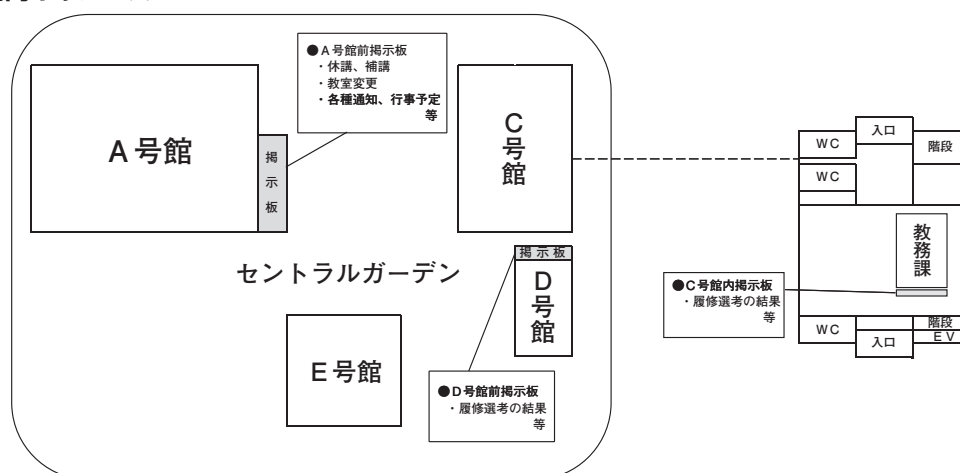 ●A号館前掲示板
・休講、補講
・教室変更
・各種通知、行事予定
等
A号館
掲示板
C号館
セントラルガーデン
掲示板
D号館
E号館
●D号館前掲示板
・履修選考の結果
等
●C号館内掲示板
・履修選考の結果
等
WC
入口
階段
WC
教務課
WC
入口
階段
EV